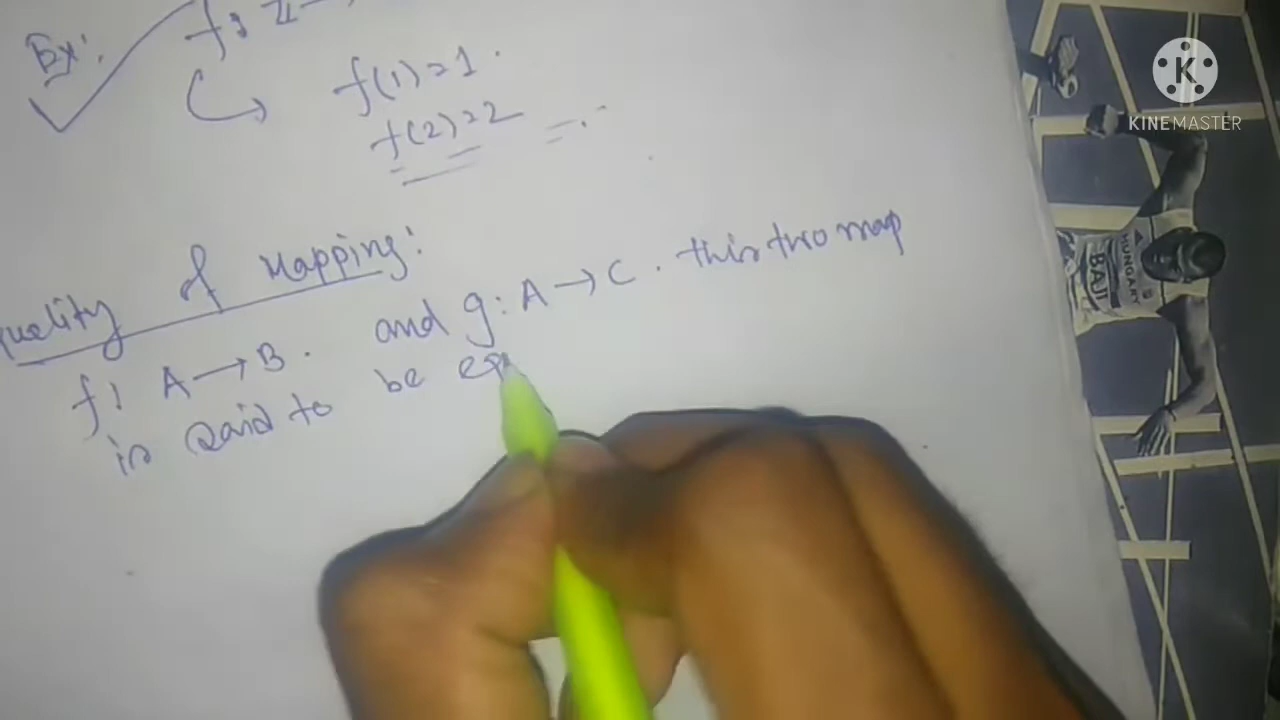 Ex:
f: Z
f(1)=1.
f(2)=2
quality of Mapping:
f: A→B. and g: A→C. this two map
is said to be eq
K
KINEMASTER
HUNGARY
BAJI